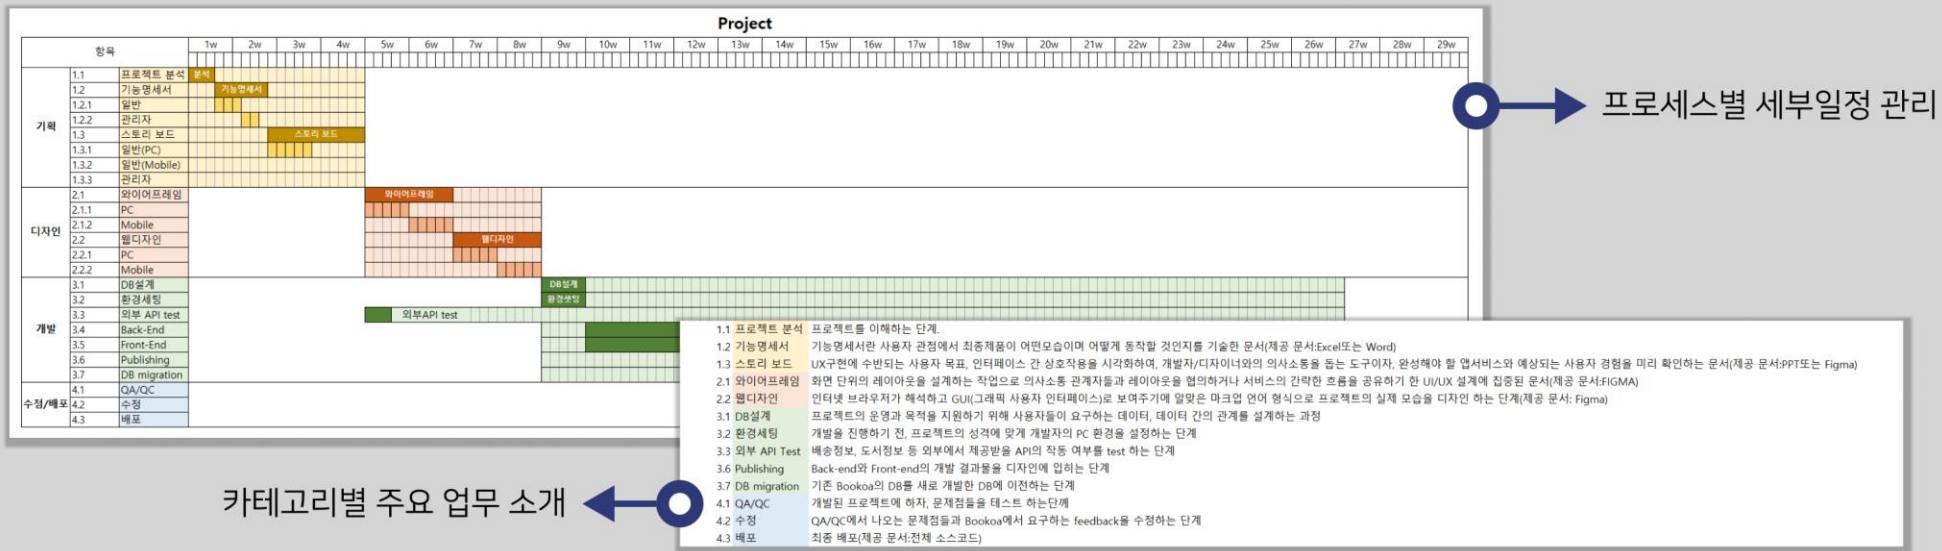 Project
항목 1w 2w 3w 4w 5w 6w 7w 8w 9w 10w 11w 12w 13w 14w 15w 16w 17w 18w 19w 20w 21w 22w 23w 24w 25w 26w 27w 28w 29w
기획
1.1 프로젝트 분석 분석
1.2 기능명세서 기능명세서
1.2.1 일반
1.2.2 관리자
1.3 스토리 보드 스토리 보드
1.3.1 일반(PC)
1.3.2 일반(Mobile)
1.3.3 관리자
디자인
2.1 와이어프레임 와이어프레임
2.1.1 PC
2.1.2 Mobile
2.2 웹디자인 웹디자인
2.2.1 PC
2.2.2 Mobile
개발
3.1 DB설계 DB설계
3.2 환경세팅 환경셋팅
3.3 외부 API test 외부API test
3.4 Back-End
3.5 Front-End
3.6 Publishing
3.7 DB migration
수정/배포
4.1 QA/QC
4.2 수정
4.3 배포
프로세스별 세부일정 관리
1.1 프로젝트 분석 프로젝트를 이해하는 단계.
1.2 기능명세서 기능명세서란 사용자 관점에서 최종제품이 어떤모습이며 어떻게 동작할 것인지를 기술한 문서(제공 문서:Excel또는 Word)
1.3 스토리 보드 UX구현에 수반되는 사용자 목표, 인터페이스 간 상호작용을 시각화하여, 개발자/디자이너와의 의사소통을 돕는 도구이자, 완성해야 할 앱서비스와 예상되는 사용자 경험을 미리 확인하는 문서(제공 문서:PPT또는 Figma)
2.1 와이어프레임 화면 단위의 레이아웃을 설계하는 작업으로 의사소통 관계자들과 레이아웃을 협의하거나 서비스의 간략한 흐름을 공유하기 한 UI/UX 설계에 집중된 문서(제공 문서:FIGMA)
2.2 웹디자인 인터넷 브라우저가 해석하고 GUI(그래픽 사용자 인터페이스)로 보여주기에 알맞은 마크업 언어 형식으로 프로젝트의 실제 모습을 디자인 하는 단계(제공 문서: Figma)
3.1 DB설계 프로젝트의 운영과 목적을 지원하기 위해 사용자들이 요구하는 데이터, 데이터 간의 관계를 설계하는 과정
3.2 환경세팅 개발을 진행하기 전, 프로젝트의 성격에 맞게 개발자의 PC 환경을 설정하는 단계
3.3 외부 API Test 배송정보, 도서정보 등 외부에서 제공받을 API의 작동 여부를 test 하는 단계
3.6 Publishing Back-end와 Front-end의 개발 결과물을 디자인에 입히는 단계
3.7 DB migration 기존 Bookoa의 DB를 새로 개발한 DB에 이전하는 단계
4.1 QA/QC 개발된 프로젝트에 하자, 문제점들을 테스트 하는단꼐
4.2 수정 QA/QC에서 나오는 문제점들과 Bookoa에서 요구하는 feedback을 수정하는 단계
4.3 배포 최종 배포(제공 문서:전체 소스코드)
카테고리별 주요 업무 소개